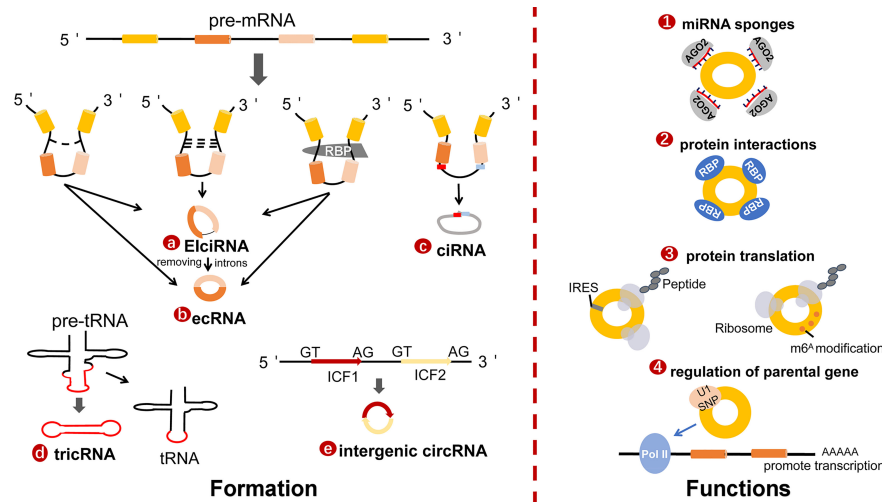 pre-mRNA
5 '
3 '
3 '
3 '
3 '
3 '
5 '
5 '
5 '
5 '
RBP
a EIciRNA
removing introns
b ecRNA
c ciRNA
pre-tRNA
d tricRNA
tRNA
5 '
GT
AG
GT
AG
3 '
ICF1
ICF2
e intergenic circRNA
Formation
1 miRNA sponges
AGO2
AGO2
AGO2
AGO2
2 protein interactions
RBP
RBP
RBP
RBP
3 protein translation
IRES
Peptide
Ribosome
m6A modification
4 regulation of parental gene
U1
SNP
Pol II
AAAAA
promote transcription
Functions